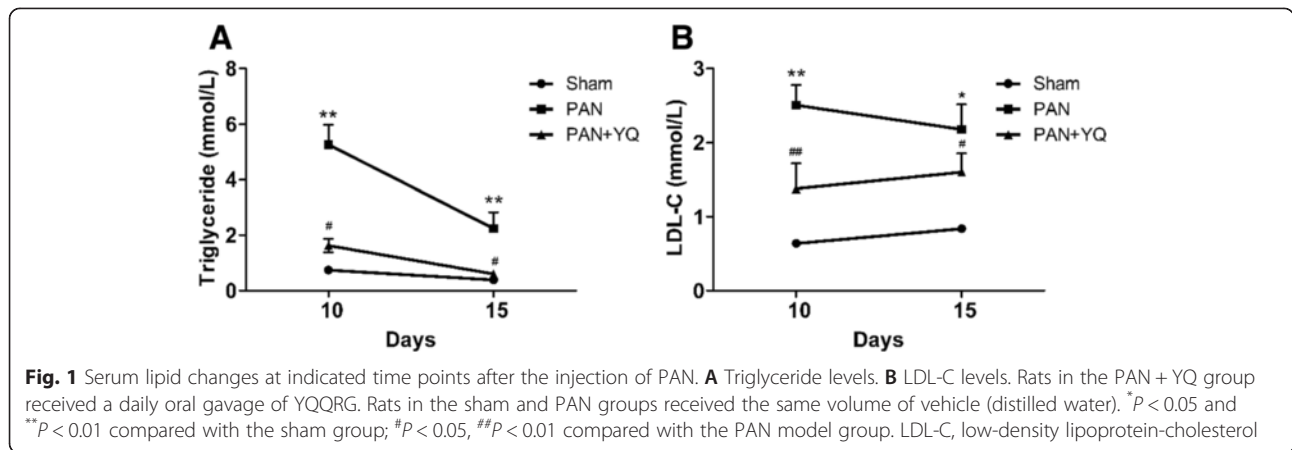 A
B
Triglyceride (mmol/L)
8
6
4
2
0
**
**
#
#
10
15
Days
Sham
PAN
PAN+YQ
LDL-C (mmol/L)
3
2
1
0
**
*
##
#
10
15
Days
Sham
PAN
PAN+YQ
Fig. 1 Serum lipid changes at indicated time points after the injection of PAN. A Triglyceride levels. B LDL-C levels. Rats in the PAN + YQ group
received a daily oral gavage of YQQRG. Rats in the sham and PAN groups received the same volume of vehicle (distilled water). *P < 0.05 and
**P < 0.01 compared with the sham group; #P < 0.05, ##P < 0.01 compared with the PAN model group. LDL-C, low-density lipoprotein-cholesterol